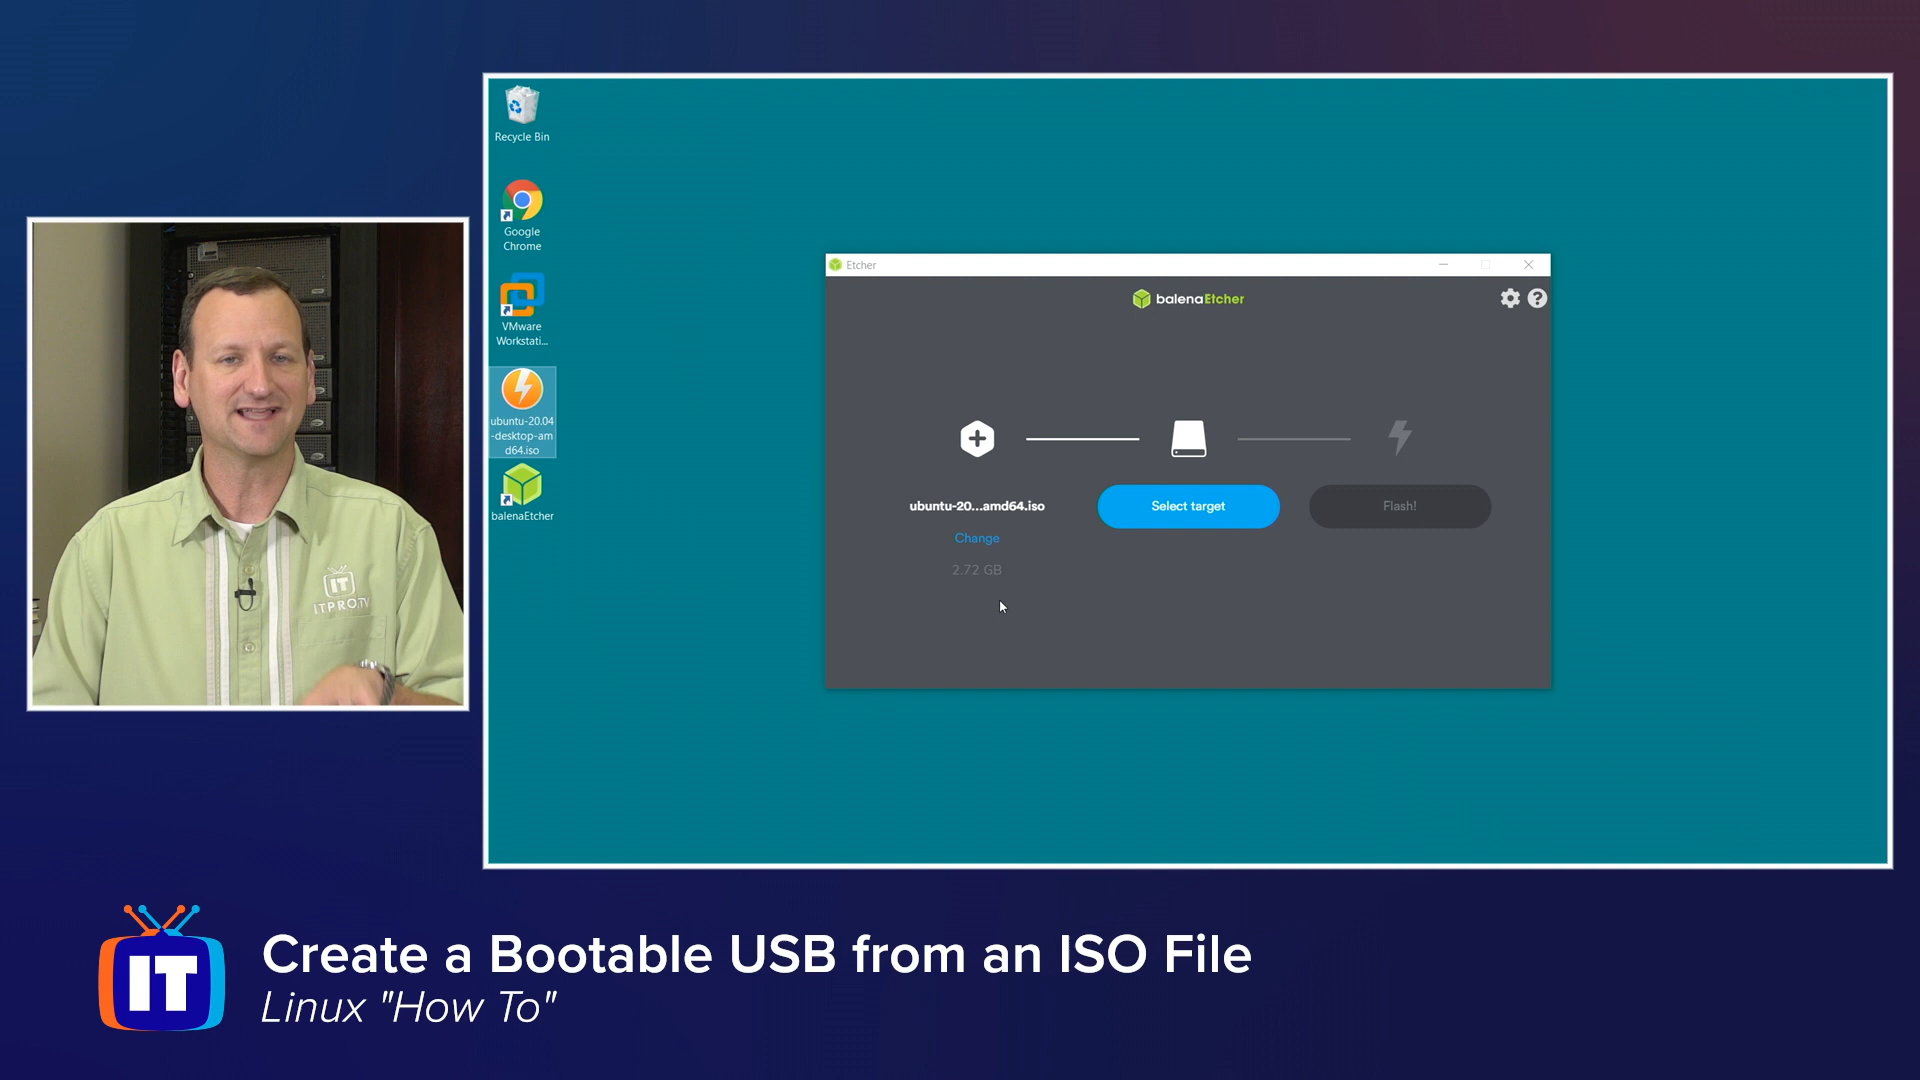 Recycle Bin
Google
Chrome
VMware
Workstati...
ubuntu-20.04
-desktop-am
d64.iso
balenaEtcher
Etcher
balenaEtcher
ubuntu-20...amd64.iso
Change
2.72 GB
Select target
Flash!
IT
ITPRO.TV
IT
Create a Bootable USB from an ISO File
Linux "How To"